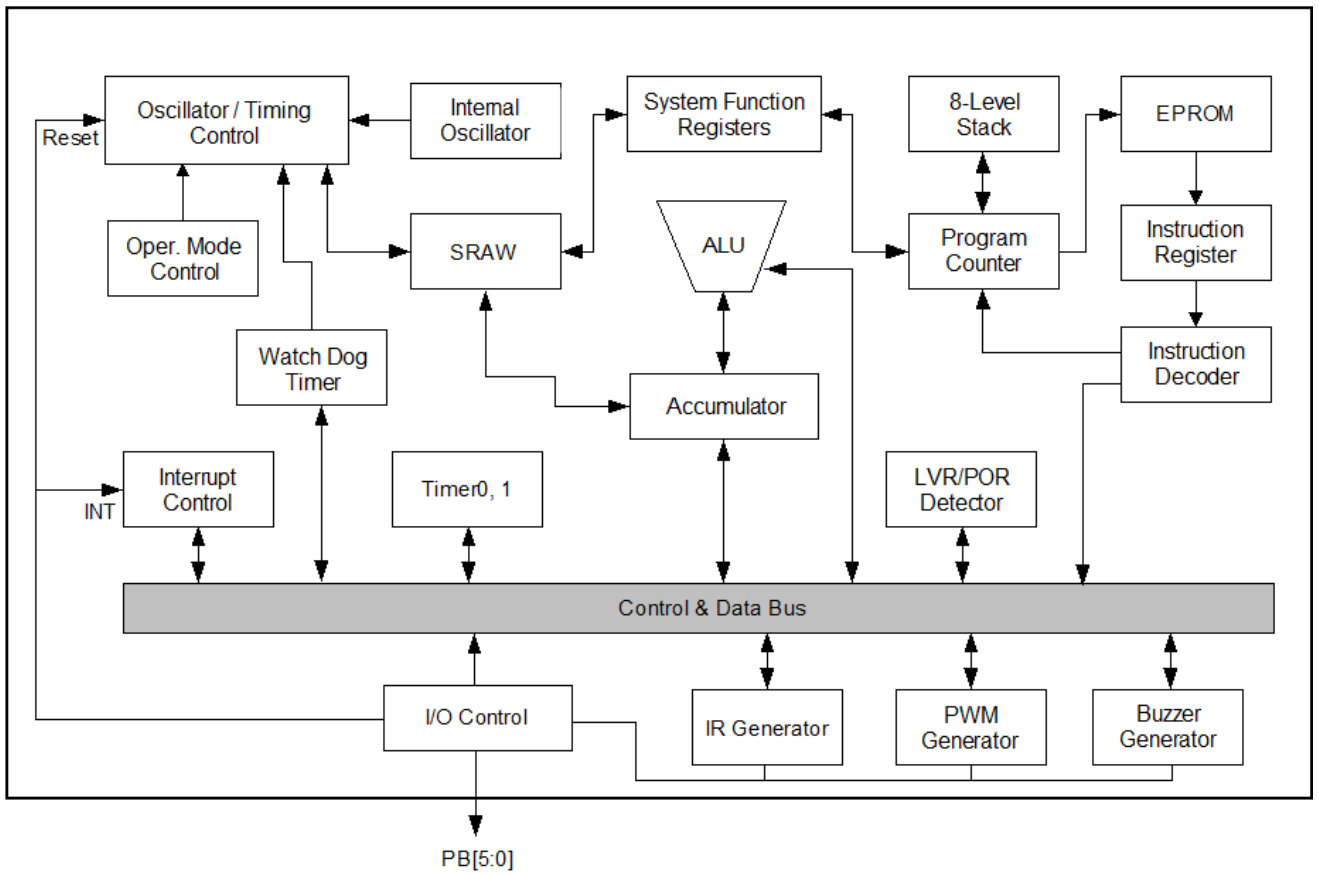 Oscillator / Timing
Control
Reset
Internal
Oscillator
System Function
Registers
8-Level
Stack
EPROM
Oper. Mode
Control
SRAW
ALU
Program
Counter
Instruction
Register
Watch Dog
Timer
Accumulator
Instruction
Decoder
Interrupt
Control
INT
Timer0, 1
LVR/POR
Detector
Control & Data Bus
I/O Control
IR Generator
PWM
Generator
Buzzer
Generator
PB[5:0]